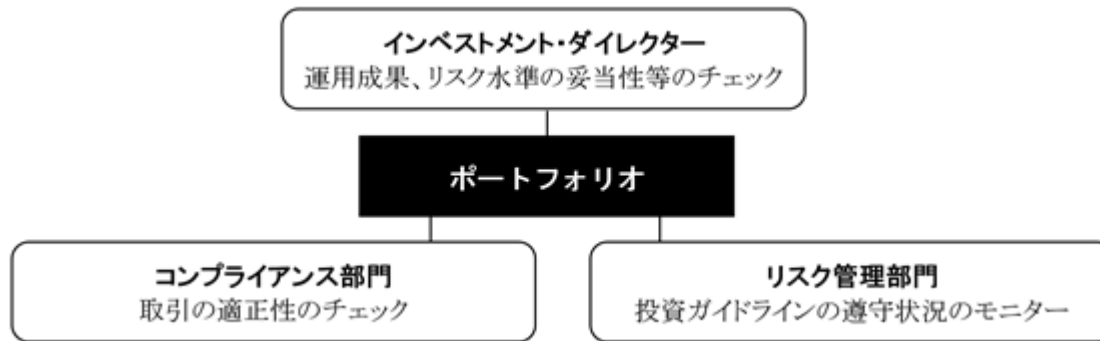 インベストメント・ダイレクター
運用成果、リスク水準の妥当性等のチェック
ポートフォリオ
コンプライアンス部門
取引の適正性のチェック
リスク管理部門
投資ガイドラインの遵守状況のモニター